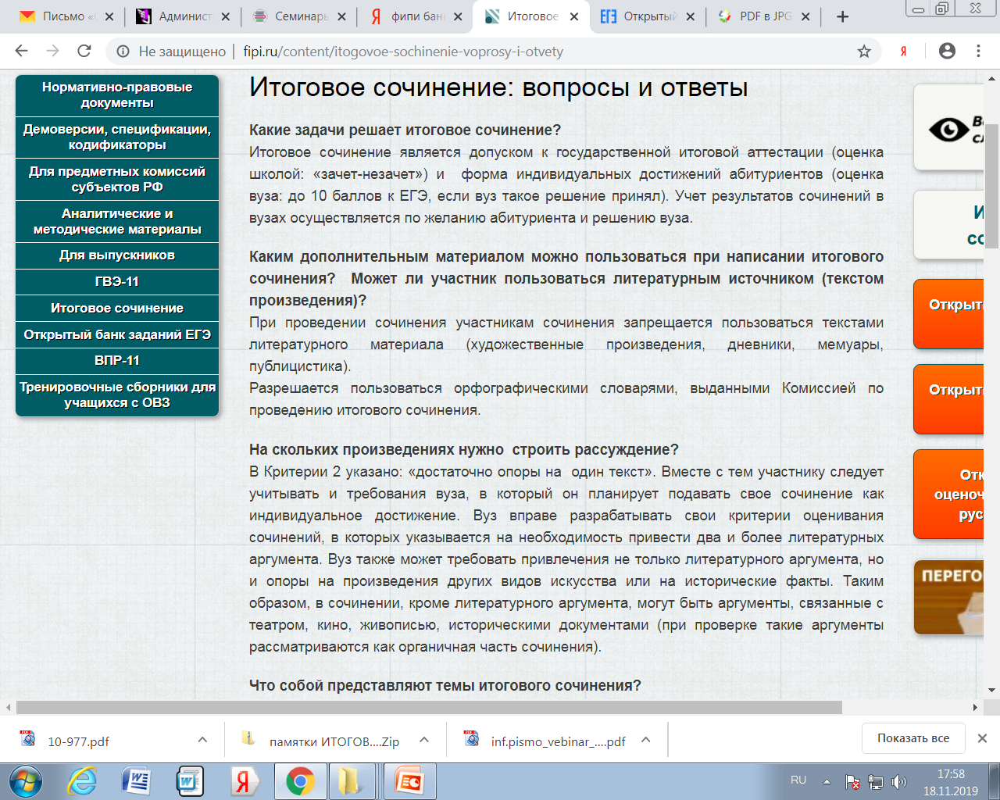 Письмо «
Админист
Семинары
фипи бан
Итоговое
Открытый
PDF в JPG
Не защищено | fipi.ru/content/itogovoe-sochinenie-voprosy-i-otvety
Нормативно-правовые
документы
Демоверсии, спецификации,
кодификаторы
Для предметных комиссий
субъектов РФ
Аналитические и
методические материалы
Для выпускников
ГВЭ-11
Итоговое сочинение
Открытый банк заданий ЕГЭ
ВПР-11
Тренировочные сборники для
учащихся с ОВЗ
Итоговое сочинение: вопросы и ответы
Какие задачи решает итоговое сочинение?
Итоговое сочинение является допуском к государственной итоговой аттестации (оценка
школой: «зачет-незачет») и форма индивидуальных достижений абитуриентов (оценка
вуза: до 10 баллов к ЕГЭ, если вуз такое решение принял). Учет результатов сочинений в
вузах осуществляется по желанию абитуриента и решению вуза.
Каким дополнительным материалом можно пользоваться при написании итогового
сочинения? Может ли участник пользоваться литературным источником (текстом
произведения)?
При проведении сочинения участникам сочинения запрещается пользоваться текстами
литературного материала (художественные произведения, дневники, мемуары,
публицистика).
Разрешается пользоваться орфографическими словарями, выданными Комиссией по
проведению итогового сочинения.
На скольких произведениях нужно строить рассуждение?
В Критерии 2 указано: «достаточно опоры на один текст». Вместе с тем участнику следует
учитывать и требования вуза, в который он планирует подавать свое сочинение как
индивидуальное достижение. Вуз вправе разрабатывать свои критерии оценивания
сочинений, в которых указывается на необходимость привести два и более литературных
аргумента. Вуз также может требовать привлечения не только литературного аргумента, но
и опоры на произведения других видов искусства или на исторические факты. Таким
образом, в сочинении, кроме литературного аргумента, могут быть аргументы, связанные с
театром, кино, живописью, историческими документами (при проверке такие аргументы
рассматриваются как органичная часть сочинения).
Что собой представляют темы итогового сочинения?
В
сл
И
со
Открыт
Открыт
Отк
оценоч
рус
ПЕРЕГО
10-977.pdf
памятки ИТОГОВ....Zip
inf.pismo_vebinar_....pdf
Показать все
RU
17:58
18.11.2019